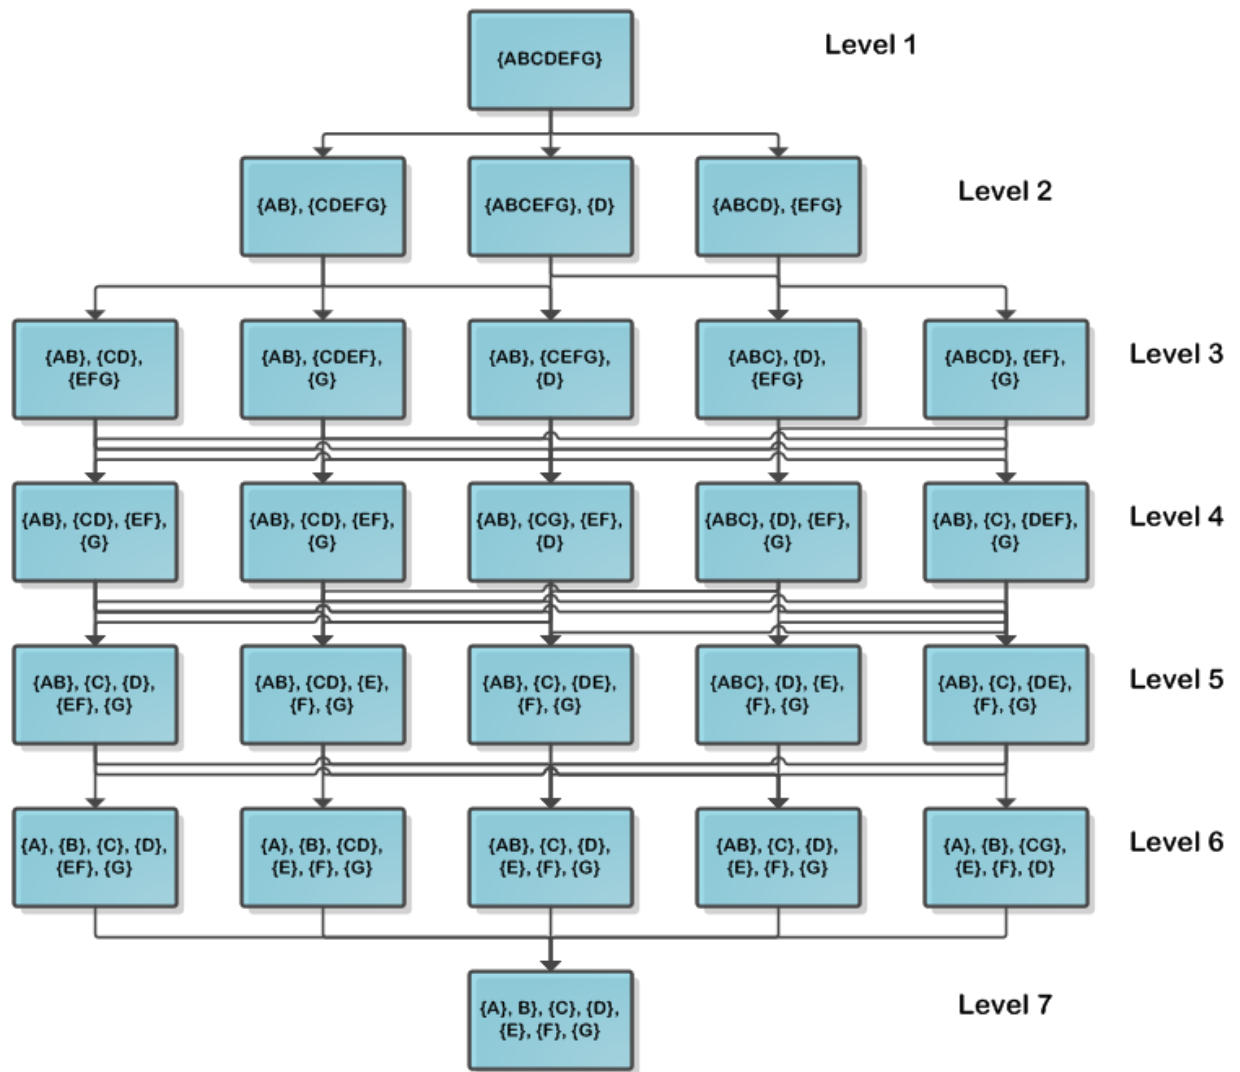 {ABCDEFG}
Level 1
{AB}, {CDEFG}
{ABCEFG}, {D}
{ABCD}, {EFG}
Level 2
{AB}, {CD},
{EFG}
{AB}, {CDEF},
{G}
{AB}, {CEFG},
{D}
{ABC}, {D},
{EFG}
{ABCD}, {EF},
{G}
Level 3
{AB}, {CD}, {EF},
{G}
{AB}, {CD}, {EF},
{G}
{AB}, {CG}, {EF},
{D}
{ABC}, {D}, {EF},
{G}
{AB}, {C}, {DEF},
{G}
Level 4
{AB}, {C}, {D},
{EF}, {G}
{AB}, {CD}, {E},
{F}, {G}
{AB}, {C}, {DE},
{F}, {G}
{ABC}, {D}, {E},
{F}, {G}
{AB}, {C}, {DE},
{F}, {G}
Level 5
{A}, {B}, {C}, {D},
{EF}, {G}
{A}, {B}, {CD},
{E}, {F}, {G}
{AB}, {C}, {D},
{E}, {F}, {G}
{AB}, {C}, {D},
{E}, {F}, {G}
{A}, {B}, {CG},
{E}, {F}, {D}
Level 6
{A}, B}, {C}, {D},
{E}, {F}, {G}
Level 7